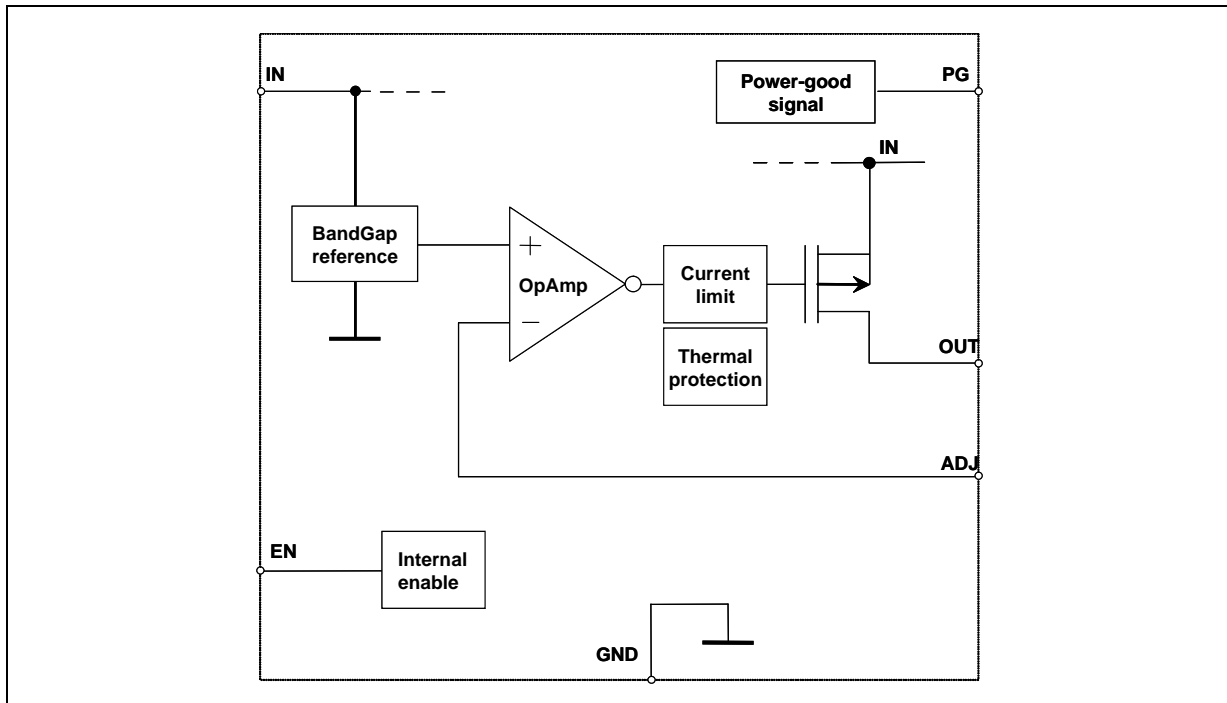 IN
Power-good
signal
PG
IN
BandGap
reference
+
OpAmp
−
Current
limit
Thermal
protection
OUT
ADJ
EN
Internal
enable
GND